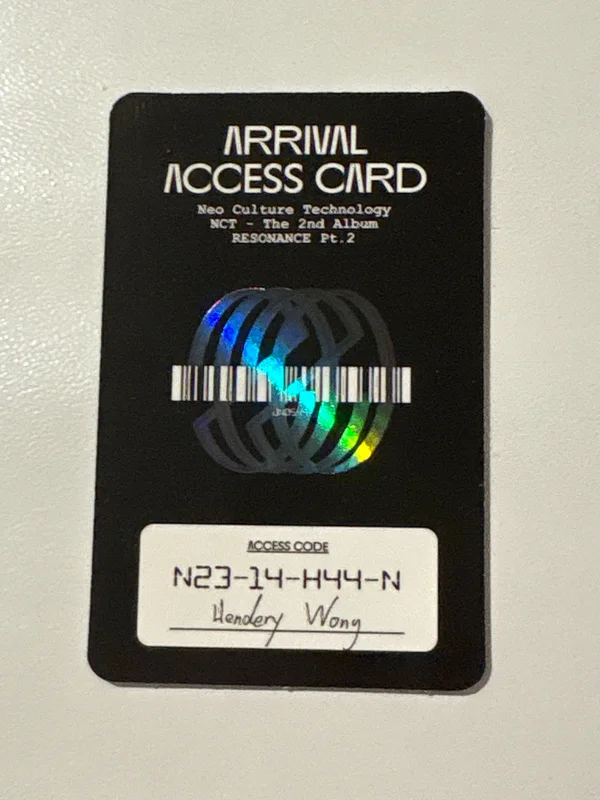 ARRIVAL
ACCESS CARD
Neo Culture Technology
NCT - The 2nd Album
RESONANCE Pt.2
ACCESS CODE
N23-14-H44-N
Hendery Wong